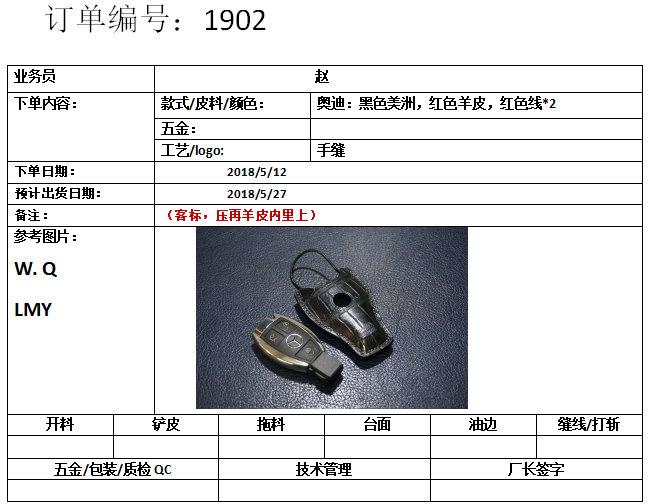 订单编号：1902
业务员 赵
下单内容： 款式/皮料/颜色： 奥迪：黑色美洲，红色羊皮，红色线*2
五金：
工艺/logo: 手缝
下单日期： 2018/5/12
预计出货日期： 2018/5/27
备注： （客标，压再羊皮内里上）
参考图片：
W. Q
LMY
开料 铲皮 拖料 台面 油边 缝线/打斩
五金/包装/质检 QC 技术管理 厂长签字